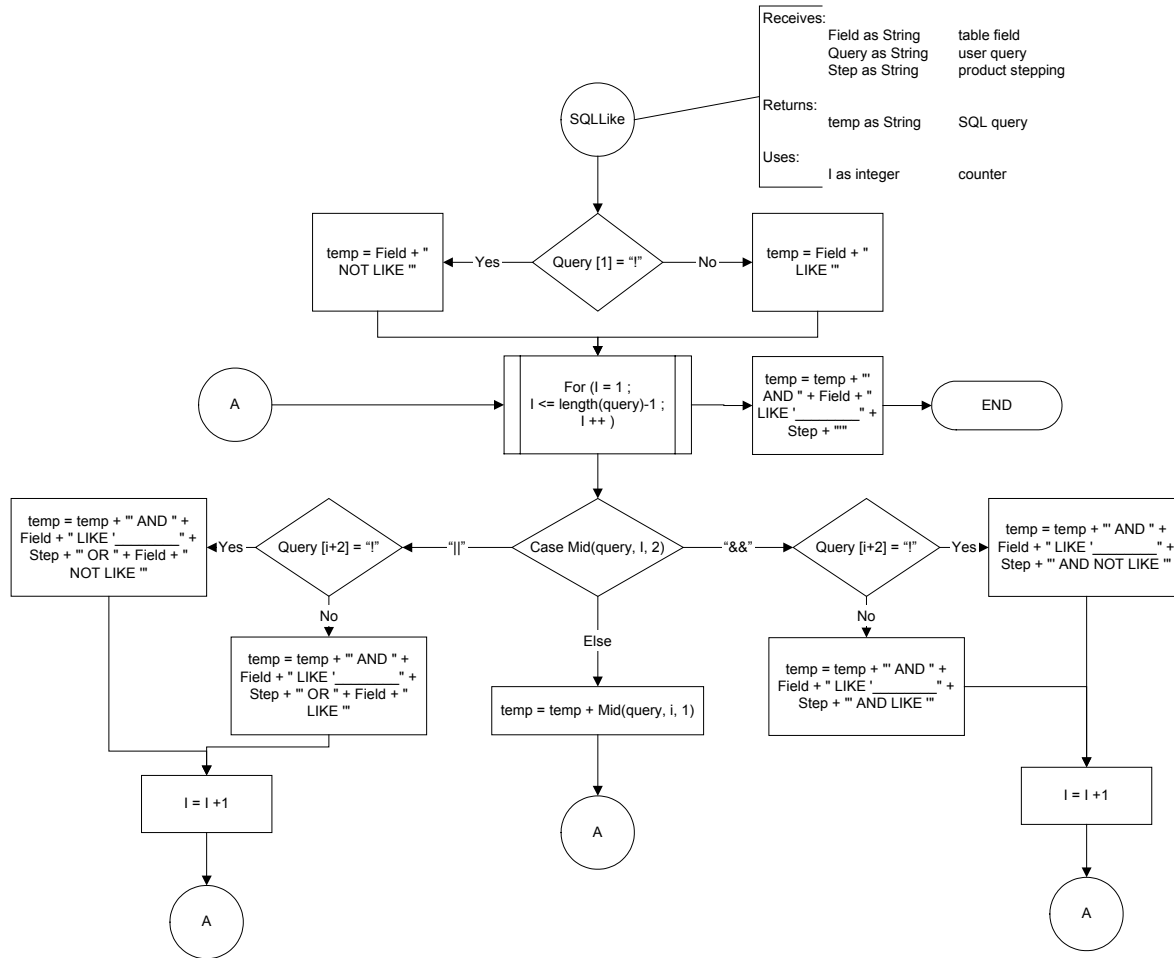 Receives:
Field as String table field
Query as String user query
Step as String product stepping
Returns:
temp as String SQL query
Uses:
I as integer counter
SQLLike
temp = Field + "
NOT LIKE '"
Yes
Query [1] = “!”
No
temp = Field + "
LIKE '"
A
For (I = 1 ;
I <= length(query)-1 ;
I ++ )
temp = temp + "'
AND " + Field + "
LIKE '_________" +
Step + "'"
END
temp = temp + "' AND " +
Field + " LIKE '_________" +
Step + "' OR " + Field + "
NOT LIKE '"
Yes
Query [i+2] = “!”
“||”
Case Mid(query, I, 2)
“&&”
Query [i+2] = “!”
Yes
temp = temp + "' AND " +
Field + " LIKE '_________" +
Step + "' AND NOT LIKE '"
No
Else
No
temp = temp + "' AND " +
Field + " LIKE '_________" +
Step + "' OR " + Field + "
LIKE '"
temp = temp + Mid(query, i, 1)
temp = temp + "' AND " +
Field + " LIKE '_________" +
Step + "' AND LIKE '"
I = I +1
A
I = I +1
A
A